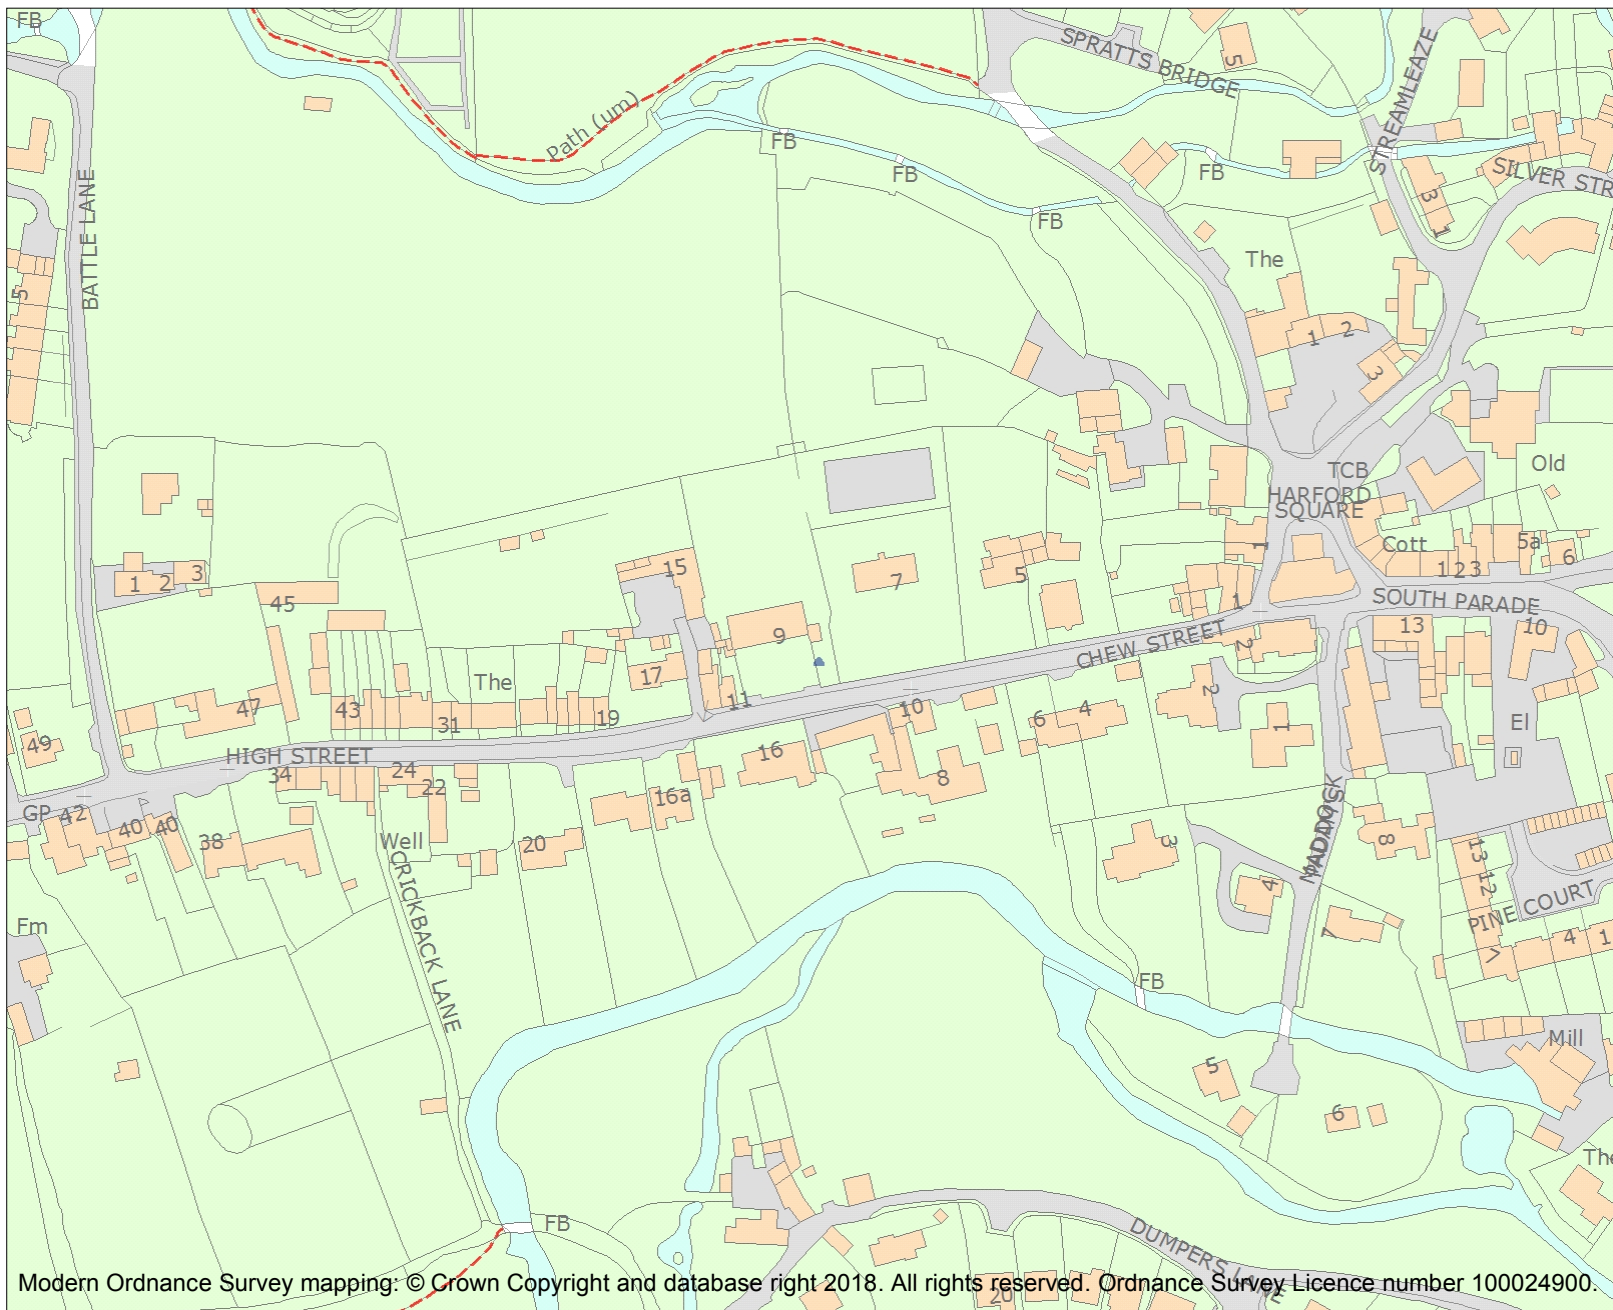 FB
SPRATTS BRIDGE
5
STREAMLEAZE
Path (um)
FB
FB
FB
FB
SILVER STR
3
1
BATTLE LANE
The
5
1
2
3
TCB
Old
HARFORD
SQUARE
1
Cott
5a
6
1 2 3
1 2 3
45
15
7
5
1
SOUTH PARADE
13
10
9
CHEW STREET
2
17
The
47
43
31
19
11
10
6
4
2
1
El
49
HIGH STREET
34
24
22
16
8
16a
GP
42
40
40
38
Well
20
3
4
8
13
12
PINE COURT
7
4
1
7
CRICKBACK LANE
Fm
FB
Mill
5
6
The
FB
DUMPERS LANE
20
Modern Ordnance Survey mapping: © Crown Copyright and database right 2018. All rights reserved. Ordnance Survey Licence number 100024900.